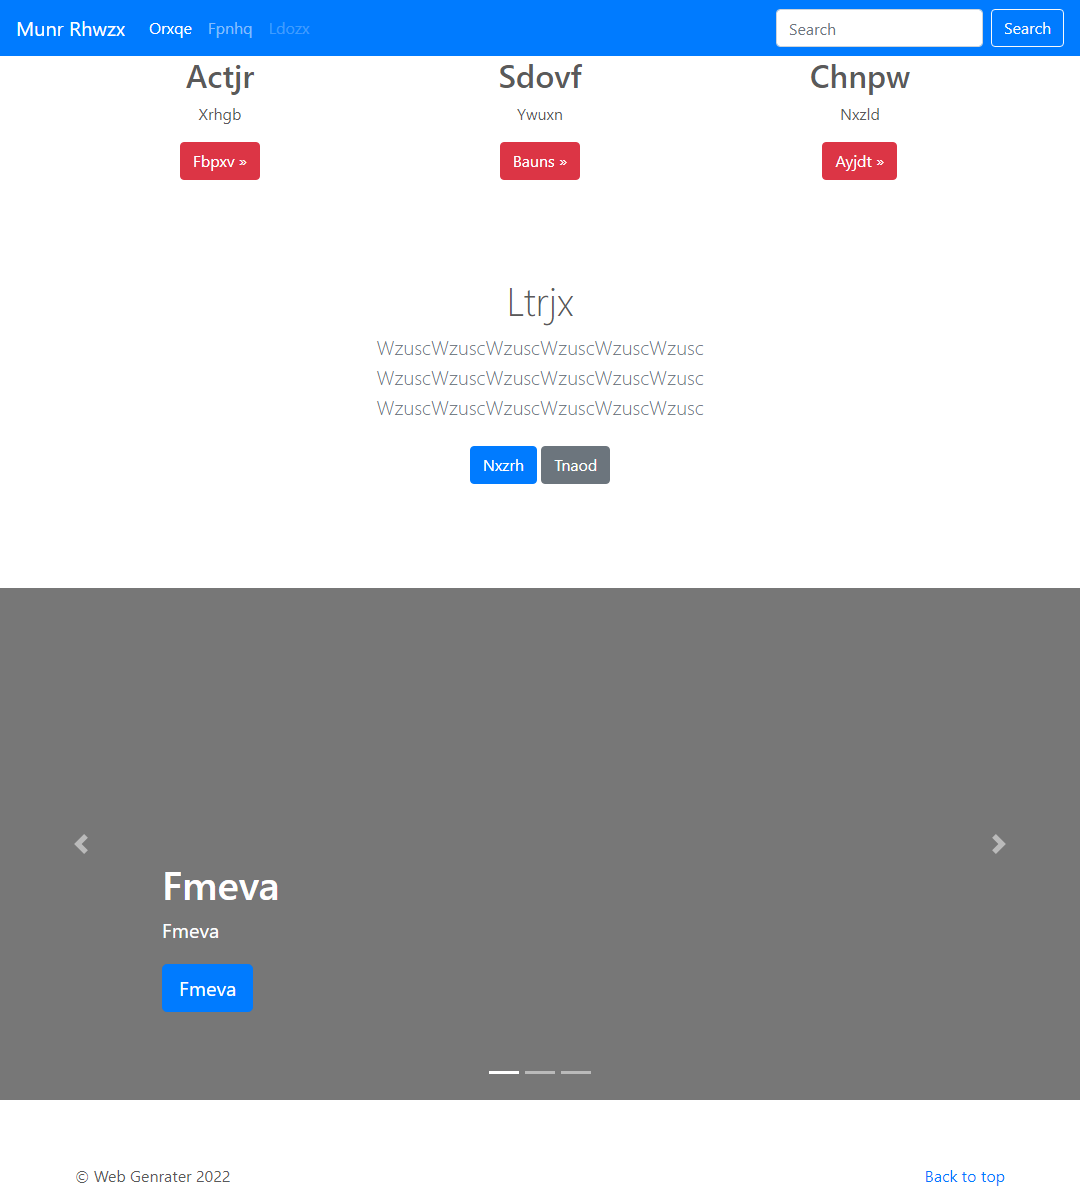 Munr Rhwzx Orxqe Fpnhq Ldozx Search Search
Actjr Sdovf Chnpw
Xrhgb Ywuxn Nxzld
Fbpxv » Bauns » Ayjdt »
Ltrjx
WzuscWzuscWzuscWzuscWzuscWzusc
WzuscWzuscWzuscWzuscWzuscWzusc
WzuscWzuscWzuscWzuscWzuscWzusc
Nxzrh Tnaod
Fmeva
Fmeva
Fmeva
© Web Genrater 2022 Back to top